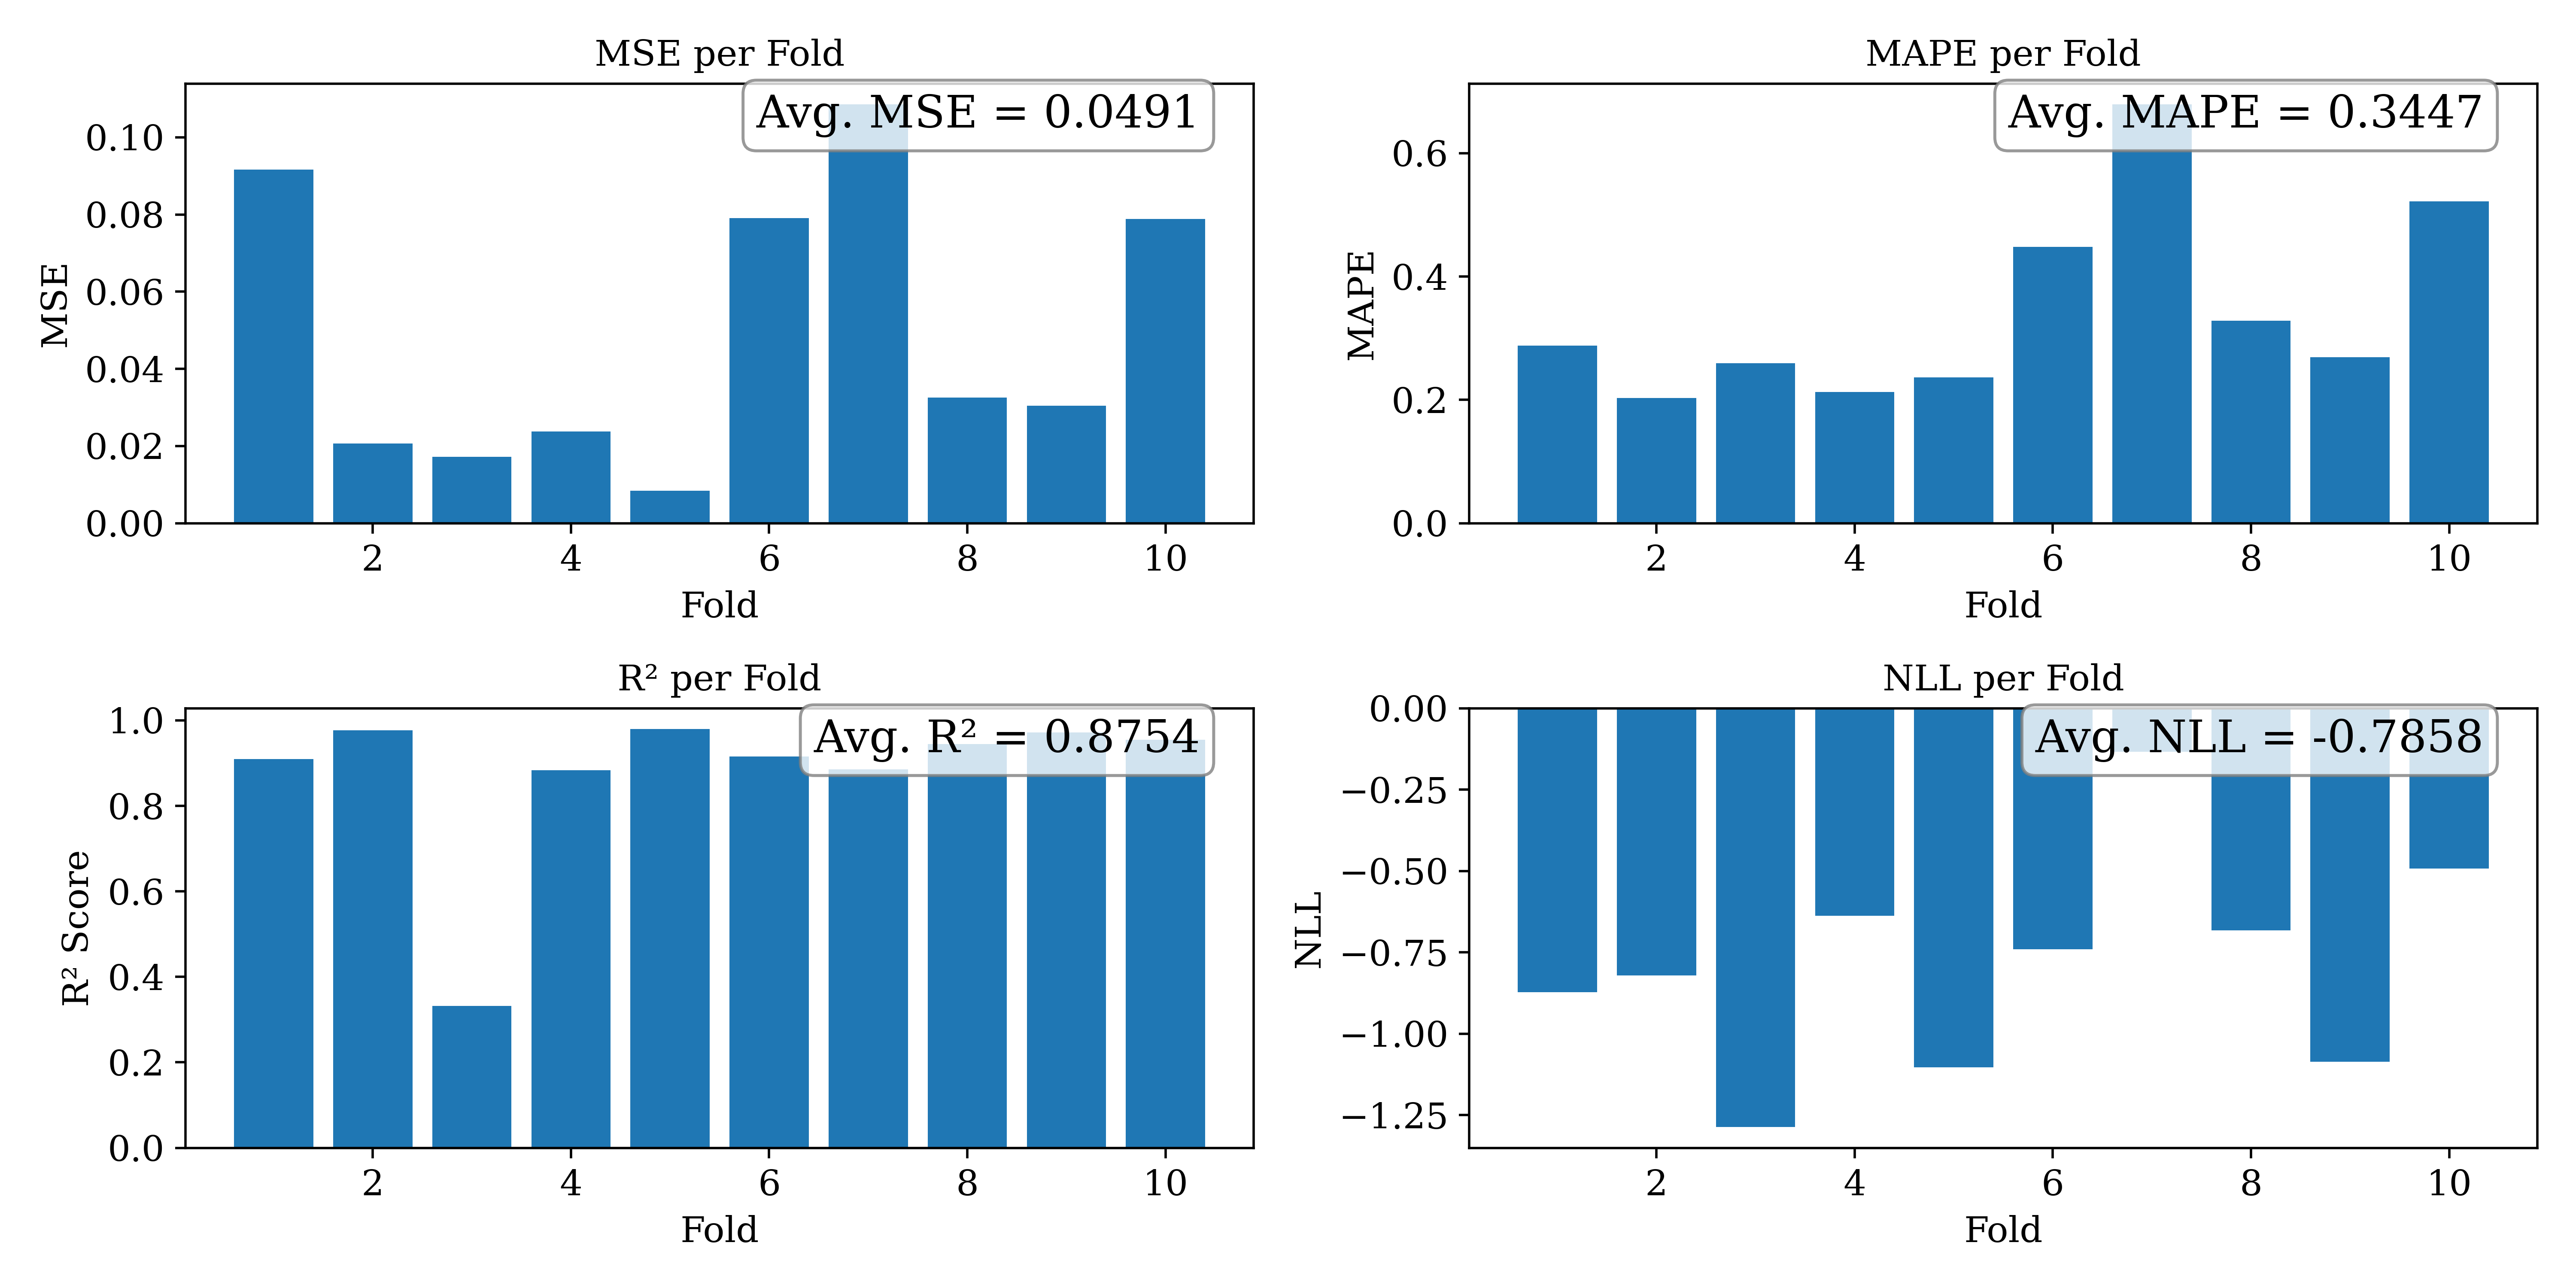 MSE per Fold
Avg. MSE = 0.0491
MSE
0.10
0.08
0.06
0.04
0.02
0.00
2 4 6 8 10
Fold
MAPE per Fold
Avg. MAPE = 0.3447
MAPE
0.6
0.4
0.2
0.0
2 4 6 8 10
Fold
R² per Fold
Avg. R² = 0.8754
R² Score
1.0
0.8
0.6
0.4
0.2
0.0
2 4 6 8 10
Fold
NLL per Fold
Avg. NLL = -0.7858
NLL
0.00
−0.25
−0.50
−0.75
−1.00
−1.25
2 4 6 8 10
Fold